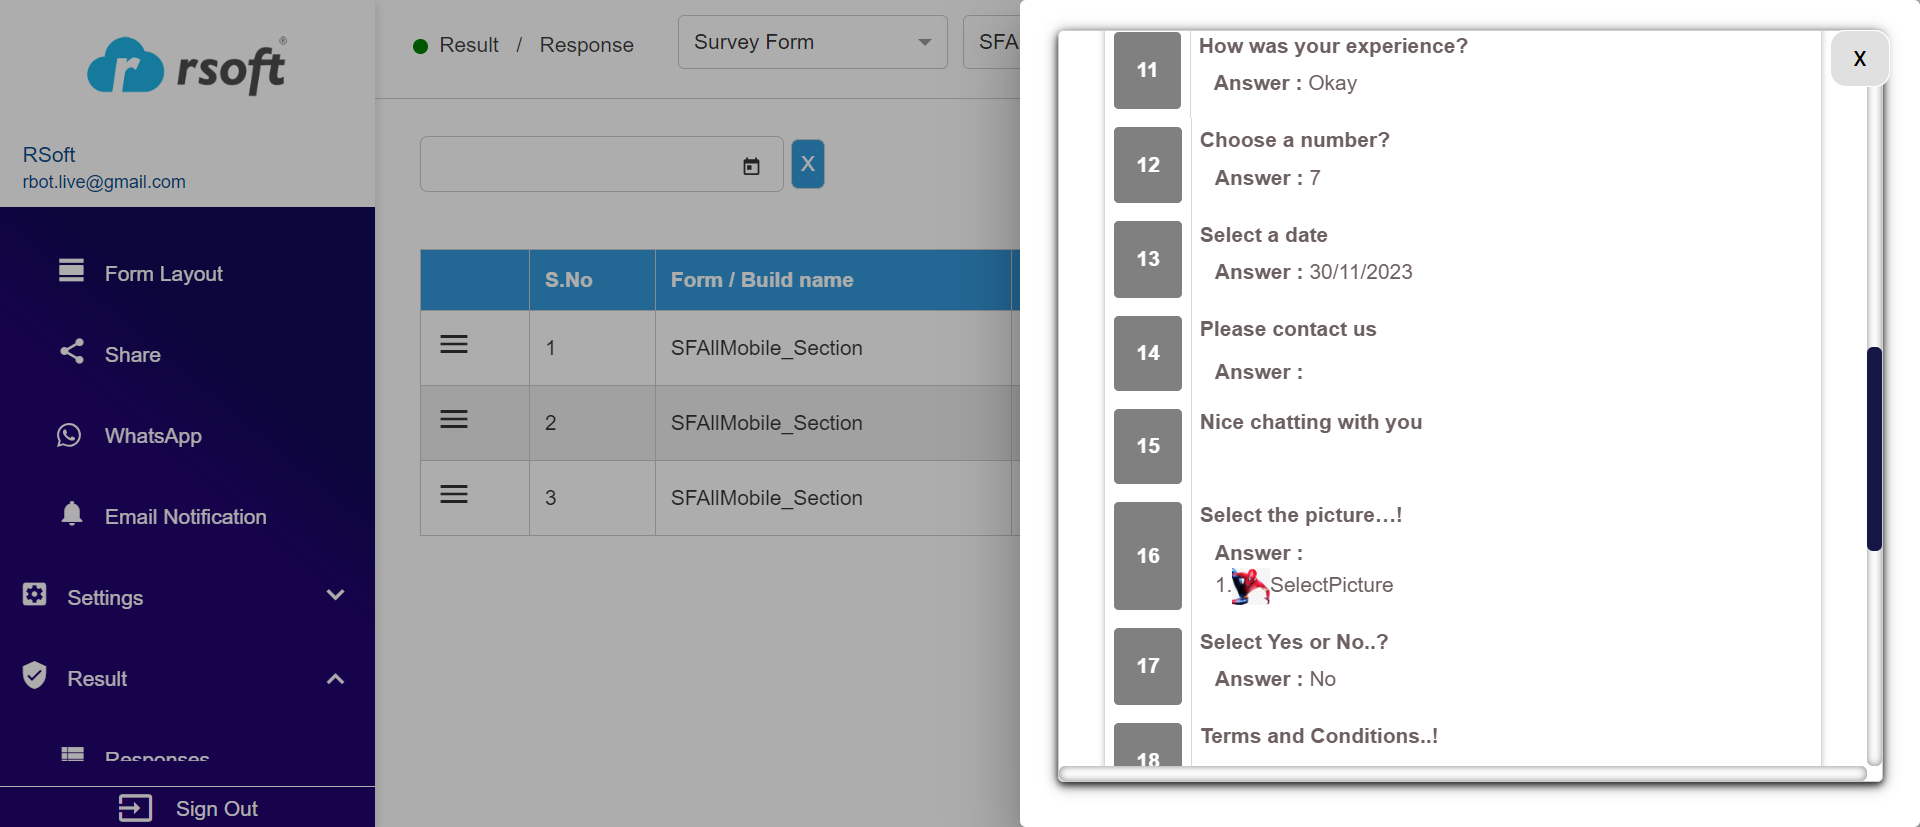 rsoft®
RSoft
rbot.live@gmail.com
Form Layout
Share
WhatsApp
Email Notification
Settings
Result
Responses
Sign Out
Result / Response
Survey Form
SFA
X
S.No
Form / Build name
1
SFAllMobile_Section
2
SFAllMobile_Section
3
SFAllMobile_Section
X
11
How was your experience?
Answer : Okay
12
Choose a number?
Answer : 7
13
Select a date
Answer : 30/11/2023
14
Please contact us
Answer :
15
Nice chatting with you
16
Select the picture...!
Answer :
1. SelectPicture
17
Select Yes or No..?
Answer : No
18
Terms and Conditions..!